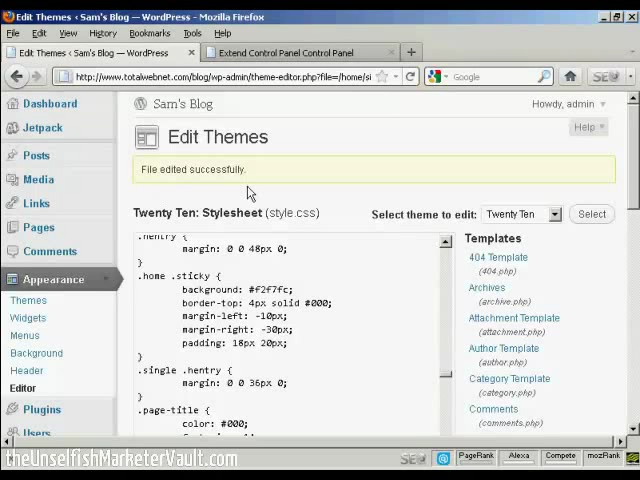 Edit Themes ‹ Sam's Blog — WordPress - Mozilla Firefox
File Edit View History Bookmarks Tools Help
Edit Themes ‹ Sam's Blog — WordPress
Extend Control Panel Control Panel
http://www.totalwebnet.com/blog/wp-admin/theme-editor.php?file=/home/si
Google
SEO
Dashboard
Jetpack
Posts
Media
Links
Pages
Comments
Appearance
Themes
Widgets
Menus
Background
Header
Editor
Plugins
Users
Sam's Blog
Howdy, admin
Help
Edit Themes
File edited successfully.
Twenty Ten: Stylesheet (style.css)
Select theme to edit: Twenty Ten Select
.hentry {
margin: 0 0 48px 0;
}
.home .sticky {
background: #f2f7fc;
border-top: 4px solid #000;
margin-left: -10px;
margin-right: -30px;
padding: 18px 20px;
}
.single .hentry {
margin: 0 0 36px 0;
}
.page-title {
color: #000;
Templates
404 Template
(404.php)
Archives
(archive.php)
Attachment Template
(attachment.php)
Author Template
(author.php)
Category Template
(category.php)
Comments
(comments.php)
theUnselfishMarketerVault.com
SEO
PageRank
Alexa
Compete
mozRank